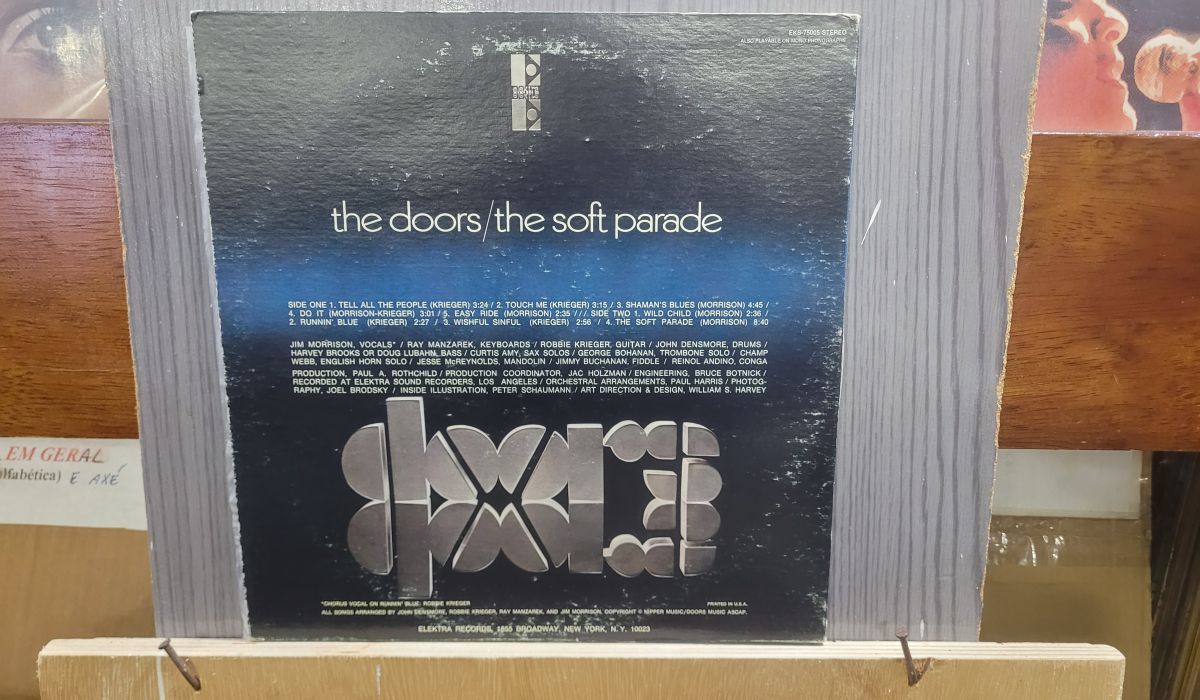 EKS-75005 STEREO
ALSO PLAYABLE ON MONO PHONOGRAPHS
elektra
the doors/the soft parade
SIDE ONE 1. TELL ALL THE PEOPLE (KRIEGER) 3:24 / 2. TOUCH ME (KRIEGER) 3:15 / 3. SHAMAN'S BLUES (MORRISON) 4:45 /
4. DO IT (MORRISON-KRIEGER) 3:01 / 5. EASY RIDE (MORRISON) 2:35 /// SIDE TWO 1. WILD CHILD (MORRISON) 2:36 /
2. RUNNIN' BLUE (KRIEGER) 2:27 / 3. WISHFUL SINFUL (KRIEGER) 2:56 / 4. THE SOFT PARADE (MORRISON) 8:40
JIM MORRISON, VOCALS* / RAY MANZAREK, KEYBOARDS / ROBBIE KRIEGER, GUITAR / JOHN DENSMORE, DRUMS /
HARVEY BROOKS OR DOUG LUBAHN, BASS / CURTIS AMY, SAX SOLOS / GEORGE BOHANAN, TROMBONE SOLO / CHAMP
WEBB, ENGLISH HORN SOLO / JESSE McREYNOLDS, MANDOLIN / JIMMY BUCHANAN, FIDDLE / REINOL ANDINO, CONGA
PRODUCTION, PAUL A. ROTHCHILD / PRODUCTION COORDINATOR, JAC HOLZMAN / ENGINEERING, BRUCE BOTNICK /
RECORDED AT ELEKTRA SOUND RECORDERS, LOS ANGELES / ORCHESTRAL ARRANGEMENTS, PAUL HARRIS / PHOTOG-
RAPHY, JOEL BRODSKY / INSIDE ILLUSTRATION, PETER SCHAUMANN / ART DIRECTION & DESIGN, WILLIAM S. HARVEY
EM GERAL
lfabética) E AXÉ
*CHORUS VOCAL ON RUNNIN' BLUE: ROBBIE KRIEGER
PRINTED IN U.S.A.
ALL SONGS ARRANGED BY JOHN DENSMORE, ROBBIE KRIEGER, RAY MANZAREK, AND JIM MORRISON, COPYRIGHT © NIPPER MUSIC/DOORS MUSIC ASCAP.
ELEKTRA RECORDS, 1855 BROADWAY, NEW YORK, N. Y. 10023